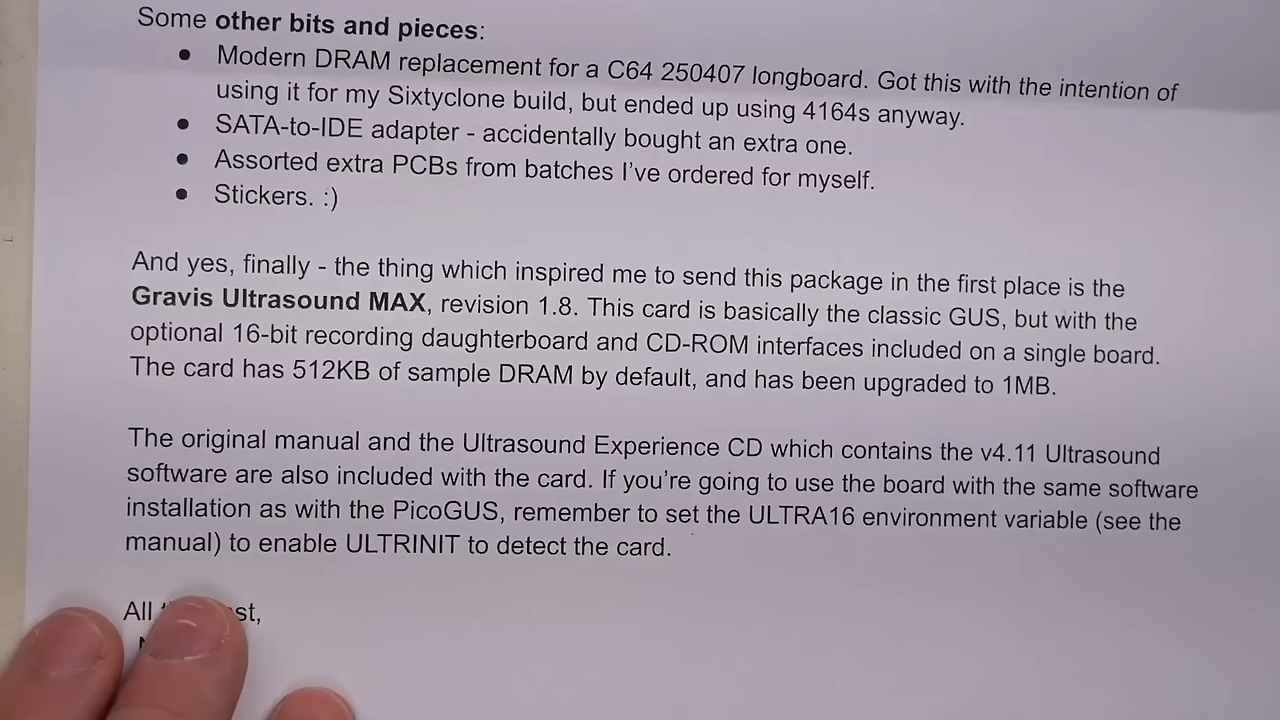 Some other bits and pieces:
● Modern DRAM replacement for a C64 250407 longboard. Got this with the intention of
using it for my Sixtyclone build, but ended up using 4164s anyway.
● SATA-to-IDE adapter - accidentally bought an extra one.
● Assorted extra PCBs from batches I've ordered for myself.
● Stickers. :)
And yes, finally - the thing which inspired me to send this package in the first place is the
Gravis Ultrasound MAX, revision 1.8. This card is basically the classic GUS, but with the
optional 16-bit recording daughterboard and CD-ROM interfaces included on a single board.
The card has 512KB of sample DRAM by default, and has been upgraded to 1MB.
The original manual and the Ultrasound Experience CD which contains the v4.11 Ultrasound
software are also included with the card. If you're going to use the board with the same software
installation as with the PicoGUS, remember to set the ULTRA16 environment variable (see the
manual) to enable ULTRINIT to detect the card.
All